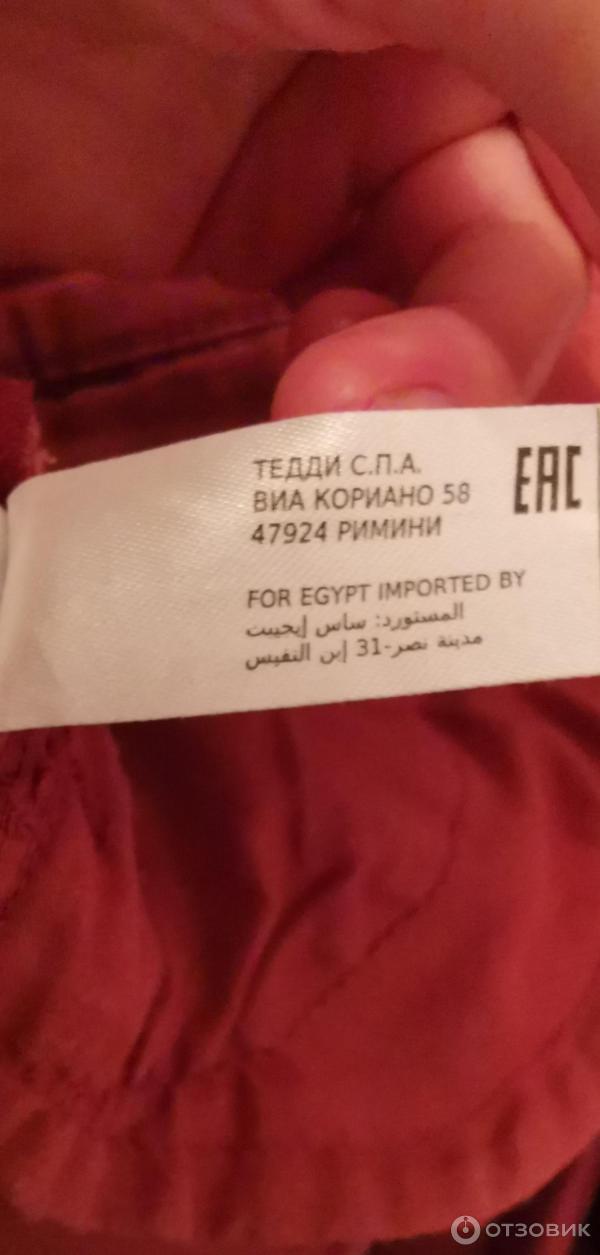 ТЕДДИ С.П.А.
ВИА КОРИАНО 58
47924 РИМИНИ
EAC
FOR EGYPT IMPORTED BY
المستورد: ساس إيجيبت
مدينة نصر-31 إبن النفيس
ОТЗОВИК